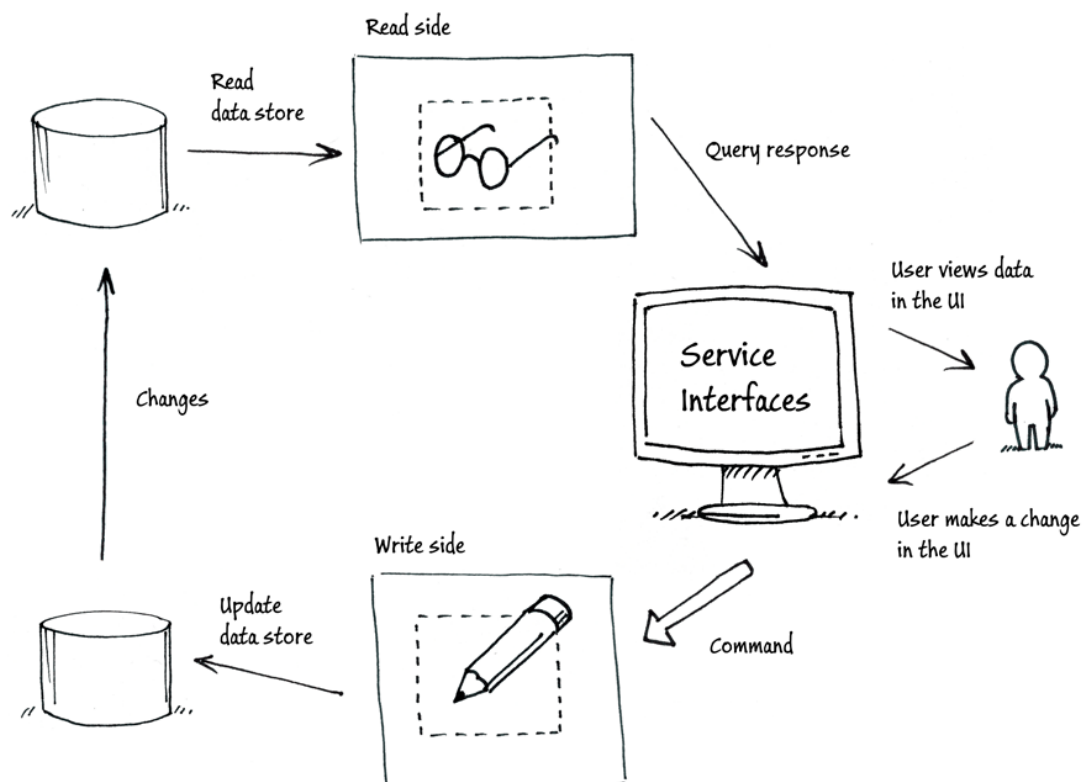 Read side
Read
data store
Query response
User views data
in the UI
Service
Interfaces
Changes
User makes a change
in the UI
Write side
Update
data store
Command